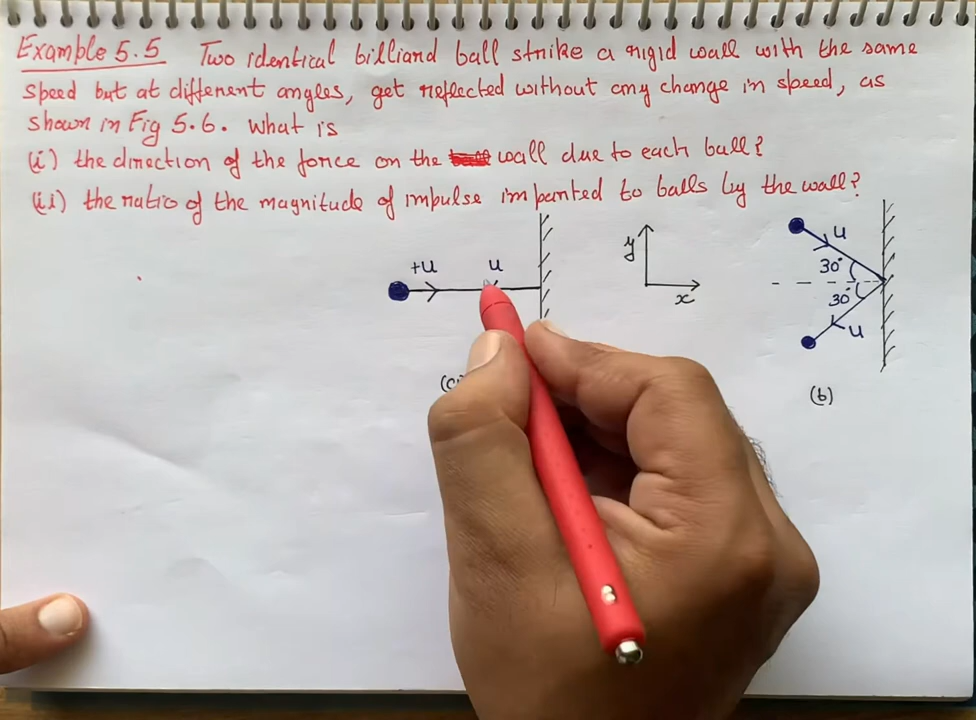 Example 5.5 Two identical billiard ball strike a rigid wall with the same
speed but at different angles, get reflected without any change in speed, as
shown in Fig 5.6. What is
(i) the direction of the force on the wall due to each ball?
(ii) the ratio of the magnitude of impulse imparted to balls by the wall?
+u u
y
x
u
30°
30°
u
(b)